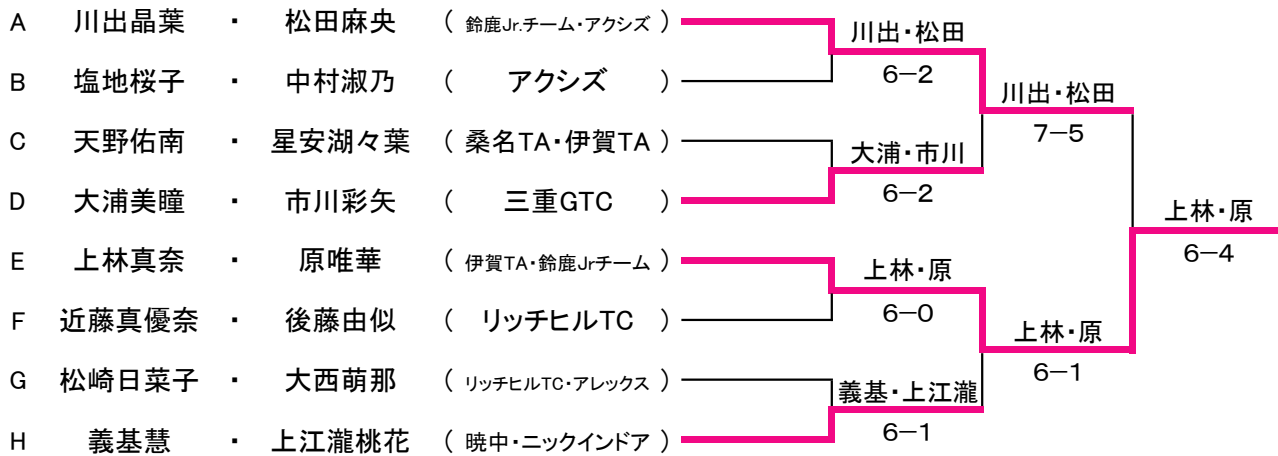 A 川出晶葉 ・ 松田麻央 ( 鈴鹿Jr.チーム・アクシズ )
B 塩地桜子 ・ 中村淑乃 ( アクシズ )
C 天野佑南 ・ 星安湖々葉 ( 桑名TA・伊賀TA )
D 大浦美瞳 ・ 市川彩矢 ( 三重GTC )
E 上林真奈 ・ 原唯華 ( 伊賀TA・鈴鹿Jrチーム )
F 近藤真優奈 ・ 後藤由似 ( リッチヒルTC )
G 松崎日菜子 ・ 大西萌那 ( リッチヒルTC・アレックス )
H 義基慧 ・ 上江瀧桃花 ( 暁中・ニックインドア )
川出・松田
6−2
大浦・市川
6−2
上林・原
6−0
義基・上江瀧
6−1
川出・松田
7−5
上林・原
6−1
上林・原
6−4